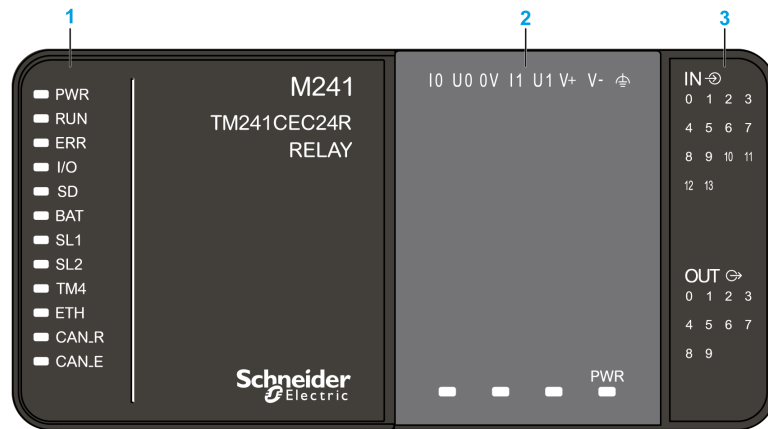 1
2
3
PWR
RUN
ERR
I/O
SD
BAT
SL1
SL2
TM4
ETH
CAN_R
CAN_E
M241
TM241CEC24R
RELAY
Schneider
Electric
I0 U0 0V I1 U1 V+ V-
PWR
IN
0 1 2 3
4 5 6 7
8 9 10 11
12 13
OUT
0 1 2 3
4 5 6 7
8 9